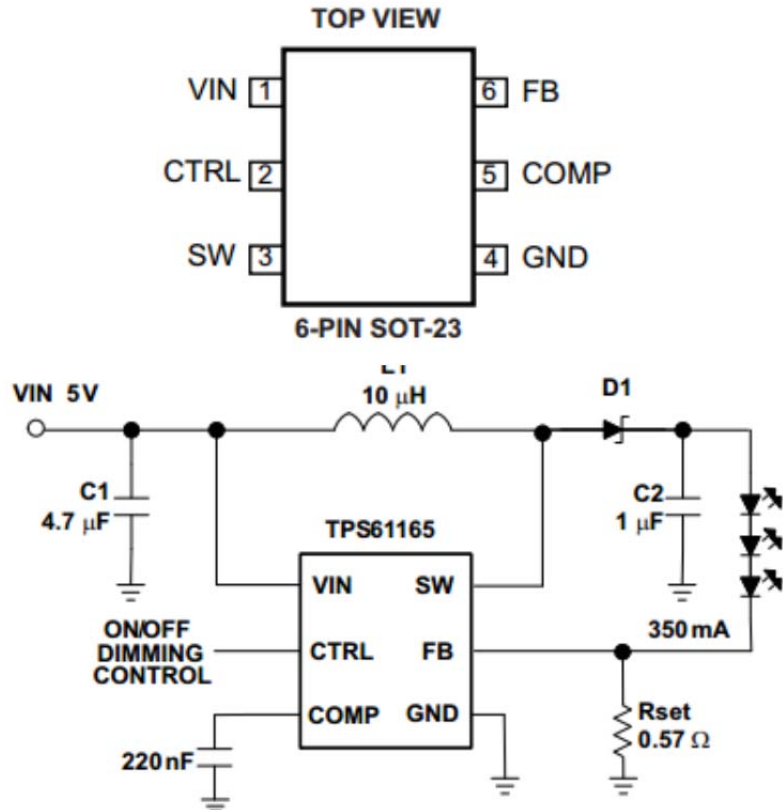 TOP VIEW
VIN 1
6 FB
CTRL 2
5 COMP
SW 3
4 GND
6-PIN SOT-23
VIN 5V
10 μH
D1
C1
4.7 μF
C2
1 μF
TPS61165
VIN
SW
ON/OFF
DIMMING
CONTROL
CTRL
FB
350 mA
COMP
GND
220 nF
Rset
0.57 Ω